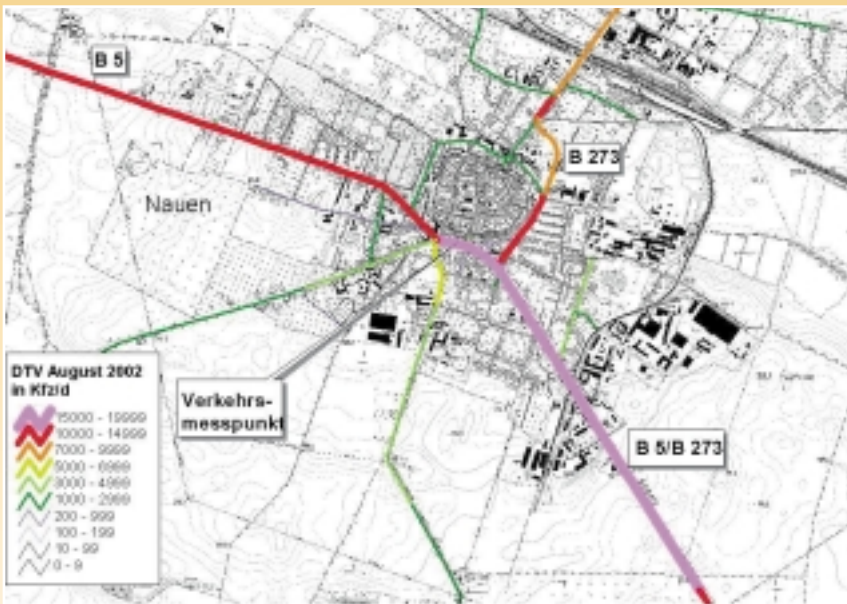 B 5
B 273
Nauen
DTV August 2002
in Kfz/d
15000 - 19999
10000 - 14999
7000 - 9999
5000 - 6999
3000 - 4999
1000 - 2999
200 - 999
100 - 199
10 - 99
0 - 9
Verkehrs-
messpunkt
B 5/B 273